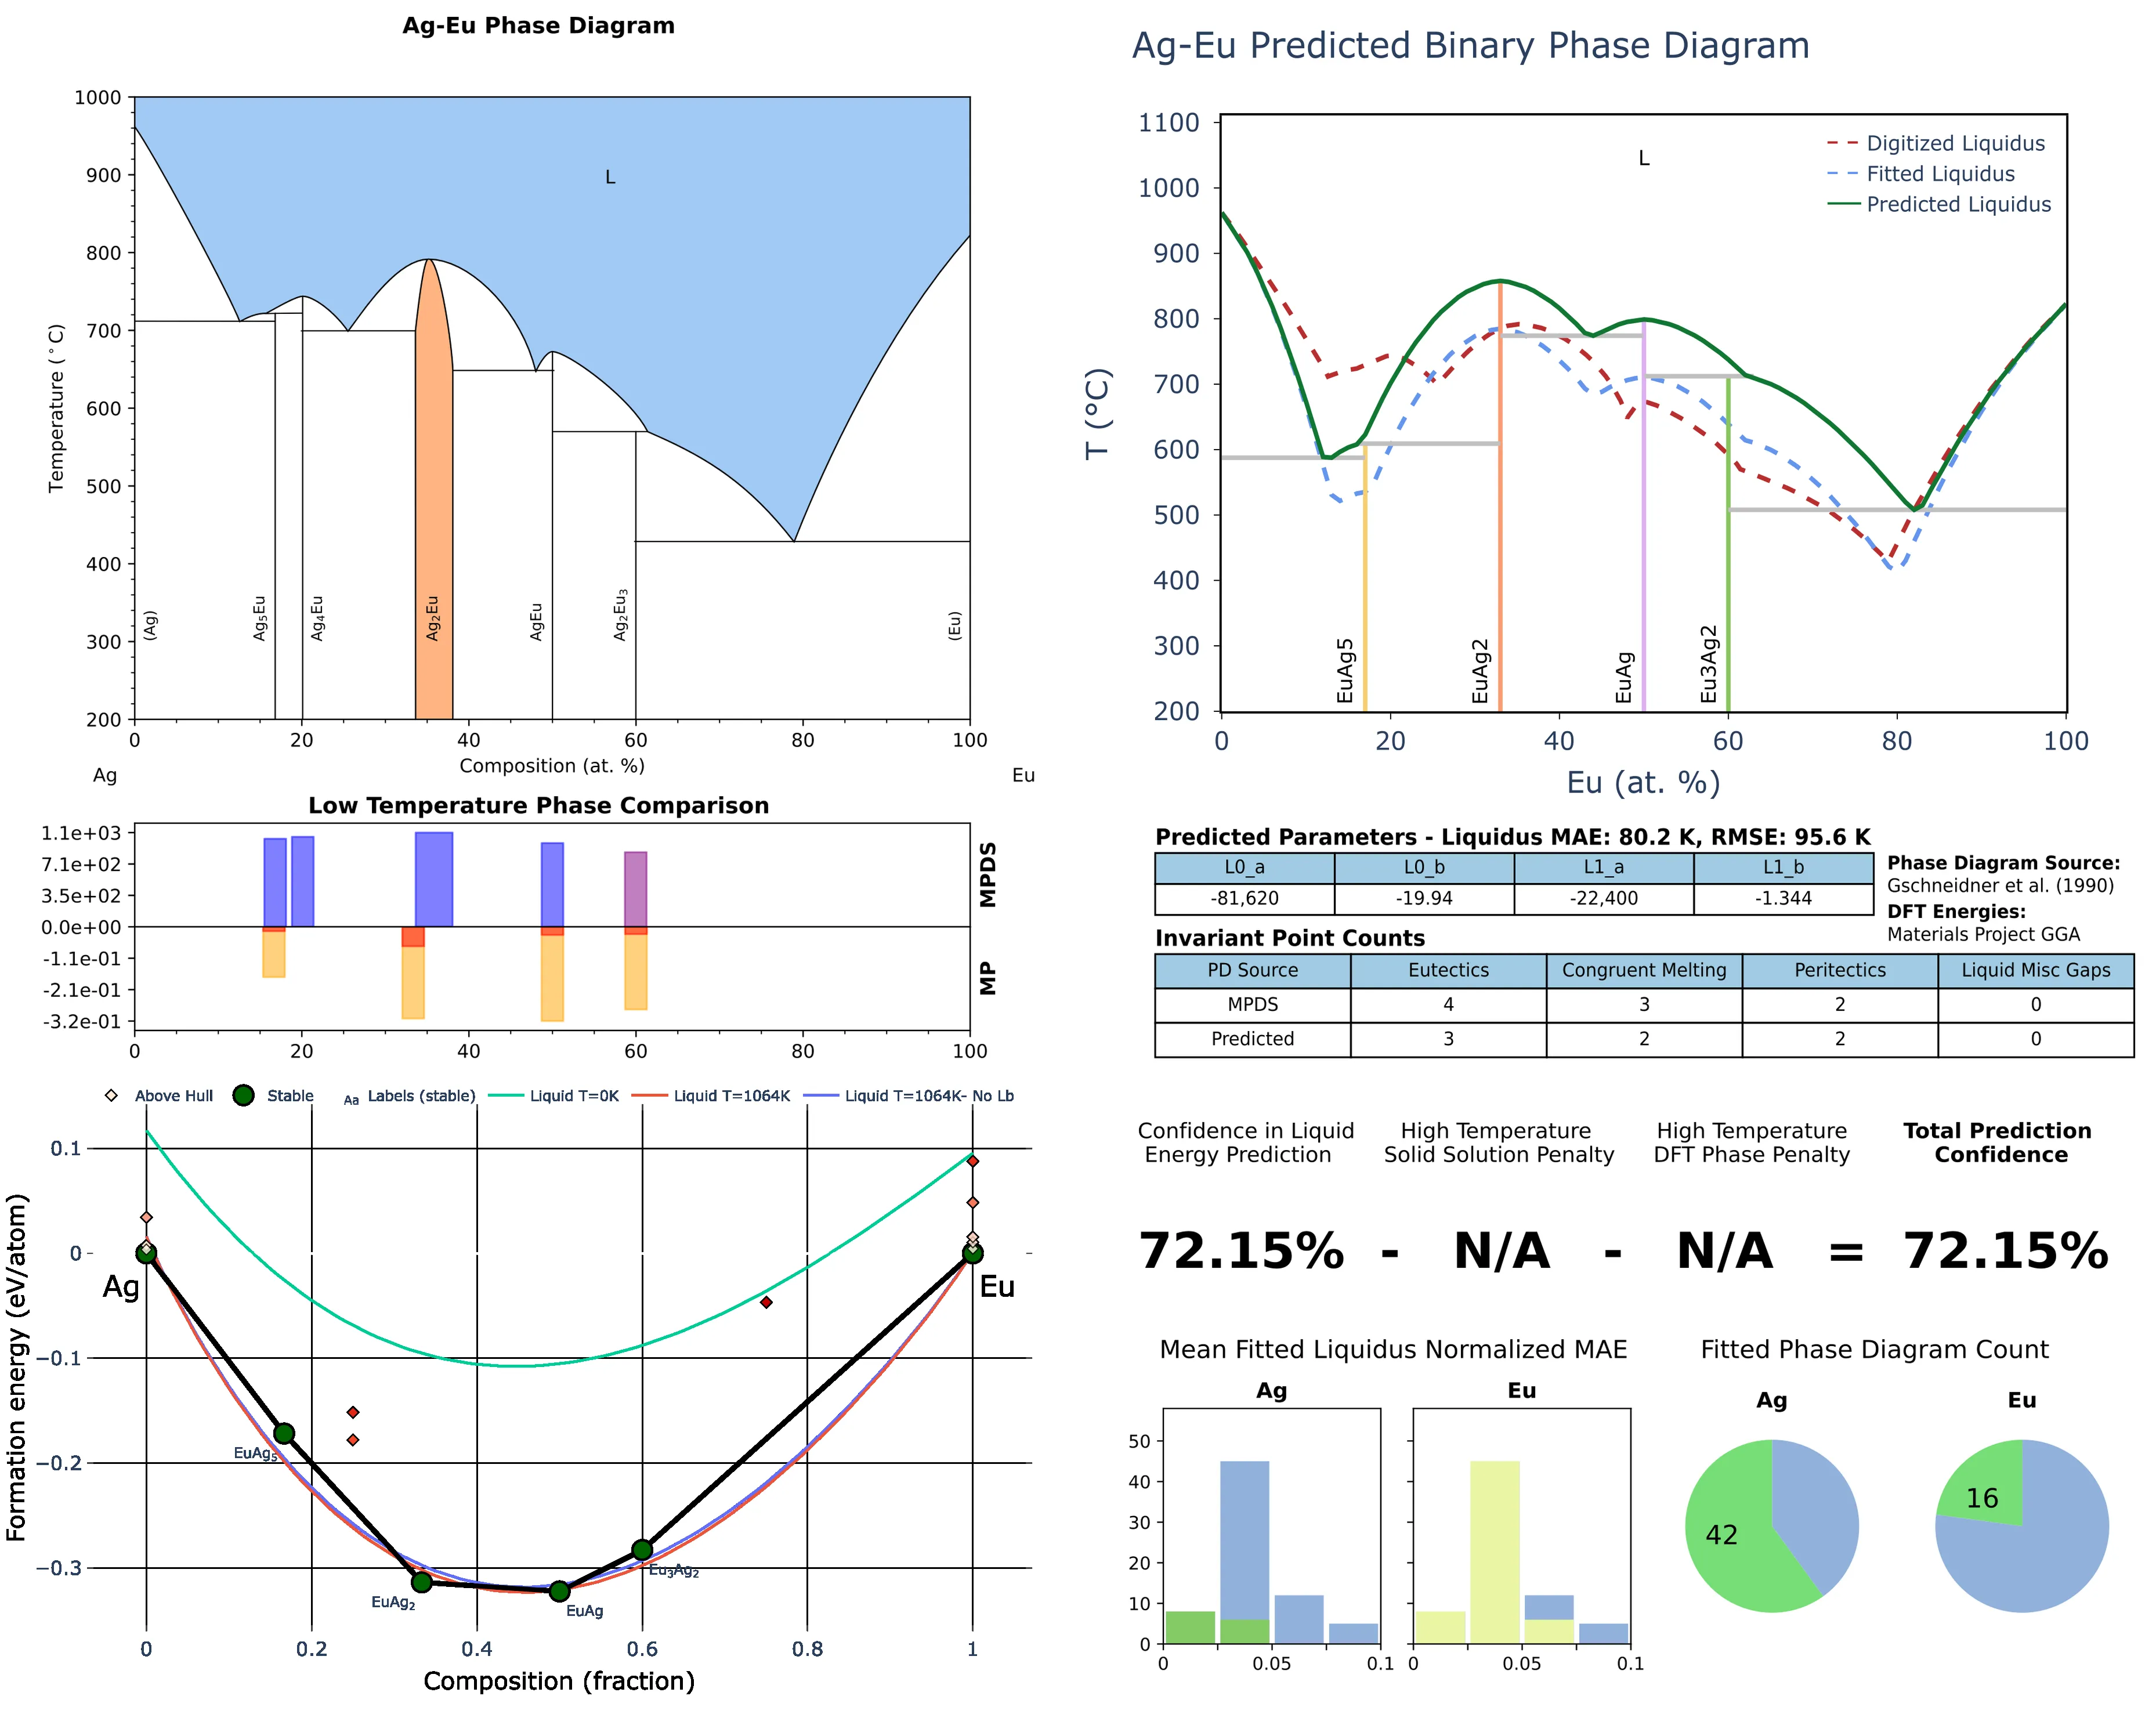 Ag-Eu Phase Diagram
1000
900
800
700
600
500
400
300
200
Temperature (°C)
L
(Ag)
Ag₅Eu
Ag₄Eu
Ag₂Eu
AgEu
Ag₂Eu₃
(Eu)
0 20 40 60 80 100
Composition (at. %)
Ag Eu
Low Temperature Phase Comparison
1.1e+03
7.1e+02
3.5e+02
0.0e+00
-1.1e-01
-2.1e-01
-3.2e-01
MPDS
MP
0 20 40 60 80 100
Above Hull Stable Aa Labels (stable) Liquid T=0K Liquid T=1064K Liquid T=1064K- No Lb
0.1
0
−0.1
−0.2
−0.3
Formation energy (eV/atom)
Ag
Eu
EuAg₅
EuAg₂
EuAg
Eu₃Ag₂
0 0.2 0.4 0.6 0.8 1
Composition (fraction)
Ag-Eu Predicted Binary Phase Diagram
1100
1000
900
800
700
600
500
400
300
200
T (°C)
L
Digitized Liquidus
Fitted Liquidus
Predicted Liquidus
EuAg5
EuAg2
EuAg
Eu3Ag2
0 20 40 60 80 100
Eu (at. %)
Predicted Parameters - Liquidus MAE: 80.2 K, RMSE: 95.6 K
L0_a L0_b L1_a L1_b
-81,620 -19.94 -22,400 -1.344
Phase Diagram Source:
Gschneidner et al. (1990)
DFT Energies:
Materials Project GGA
Invariant Point Counts
PD Source Eutectics Congruent Melting Peritectics Liquid Misc Gaps
MPDS 4 3 2 0
Predicted 3 2 2 0
Confidence in Liquid
Energy Prediction
High Temperature
Solid Solution Penalty
High Temperature
DFT Phase Penalty
Total Prediction
Confidence
72.15% - N/A - N/A = 72.15%
Mean Fitted Liquidus Normalized MAE
Ag Eu
50
40
30
20
10
0
0 0.05 0.1
0 0.05 0.1
Fitted Phase Diagram Count
Ag Eu
42
16